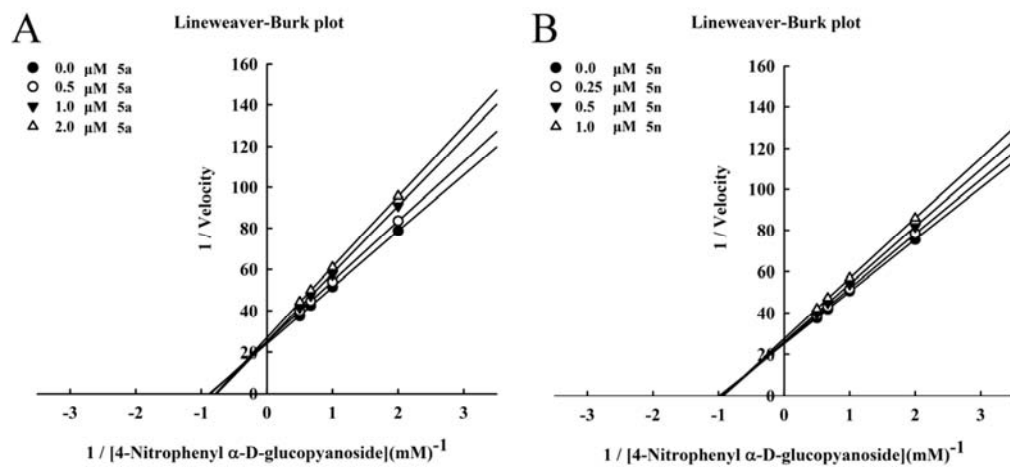 A
Lineweaver-Burk plot
0.0 µM 5a
0.5 µM 5a
1.0 µM 5a
2.0 µM 5a
160
140
120
100
80
60
40
20
0
1 / Velocity
-3 -2 -1 0 1 2 3
1 / [4-Nitrophenyl α-D-glucopyanoside](mM)-1
B
Lineweaver-Burk plot
0.0 µM 5n
0.25 µM 5n
0.5 µM 5n
1.0 µM 5n
160
140
120
100
80
60
40
20
0
1 / Velocity
-3 -2 -1 0 1 2 3
1 / [4-Nitrophenyl α-D-glucopyanoside](mM)-1